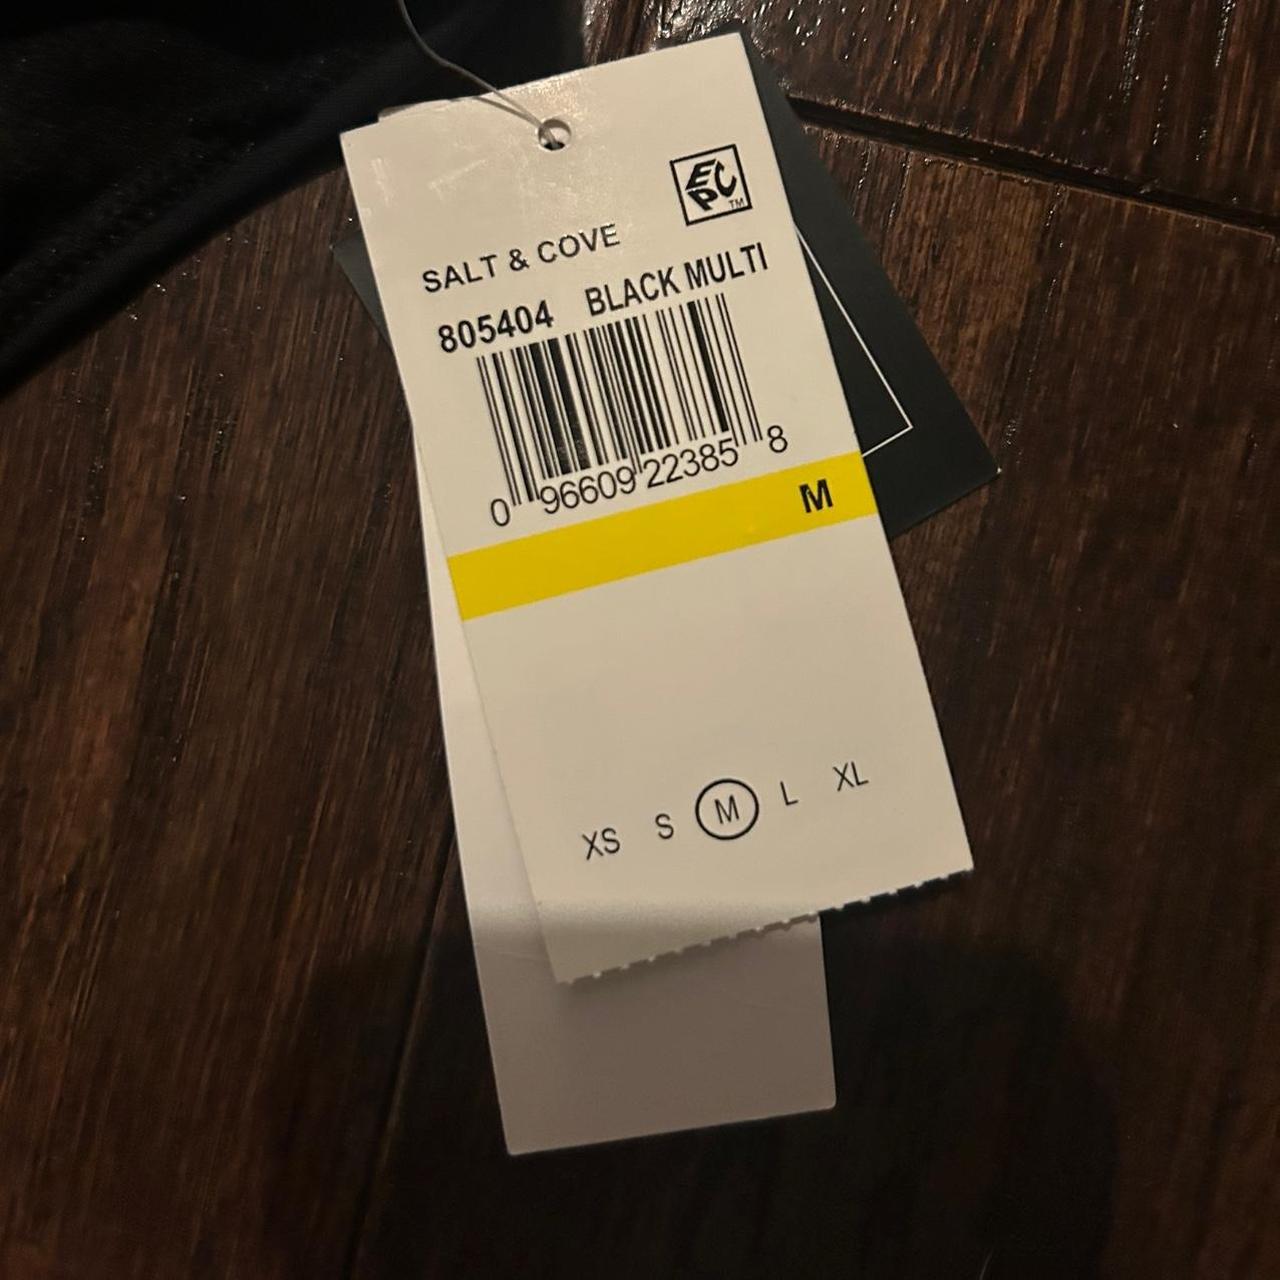 EPC
TM
SALT & COVE
805404 BLACK MULTI
0 96609 22385 8
M
XS S M L XL